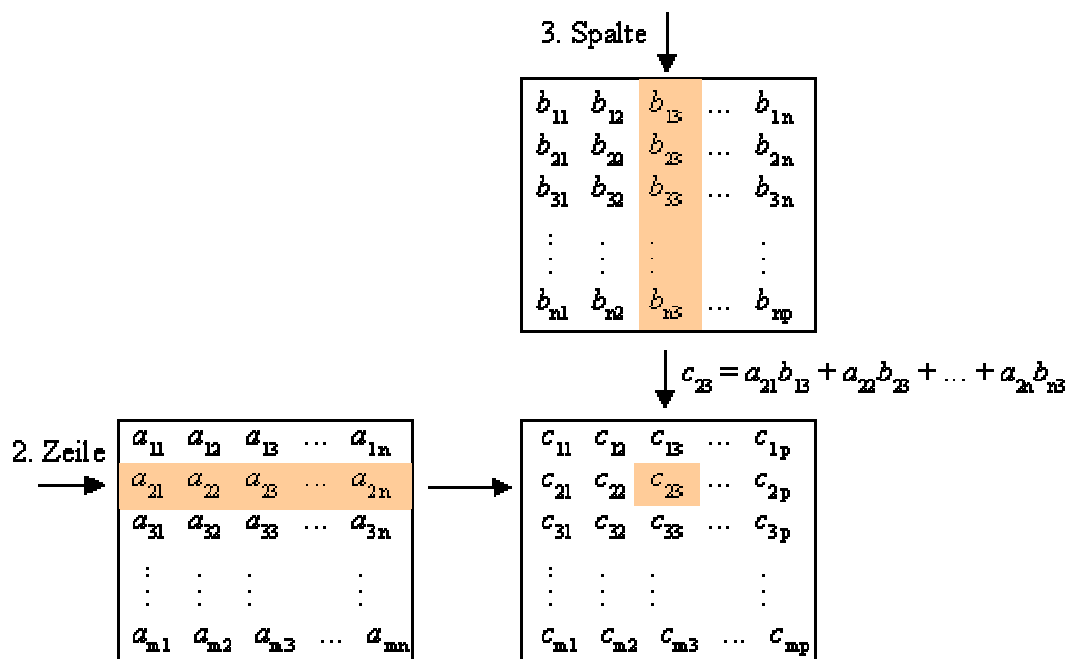 3. Spalte
b11 b12 b13 ... b1n
b21 b22 b23 ... b2n
b31 b32 b33 ... b3n
⋮ ⋮ ⋮ ⋮
bn1 bn2 bn3 ... bnp
c23 = a21b13 + a22b23 + ... + a2nbn3
2. Zeile
a11 a12 a13 ... a1n
a21 a22 a23 ... a2n
a31 a32 a33 ... a3n
⋮ ⋮ ⋮ ⋮
am1 am2 am3 ... amn
c11 c12 c13 ... c1p
c21 c22 c23 ... c2p
c31 c32 c33 ... c3p
⋮ ⋮ ⋮ ⋮
cm1 cm2 cm3 ... cmp